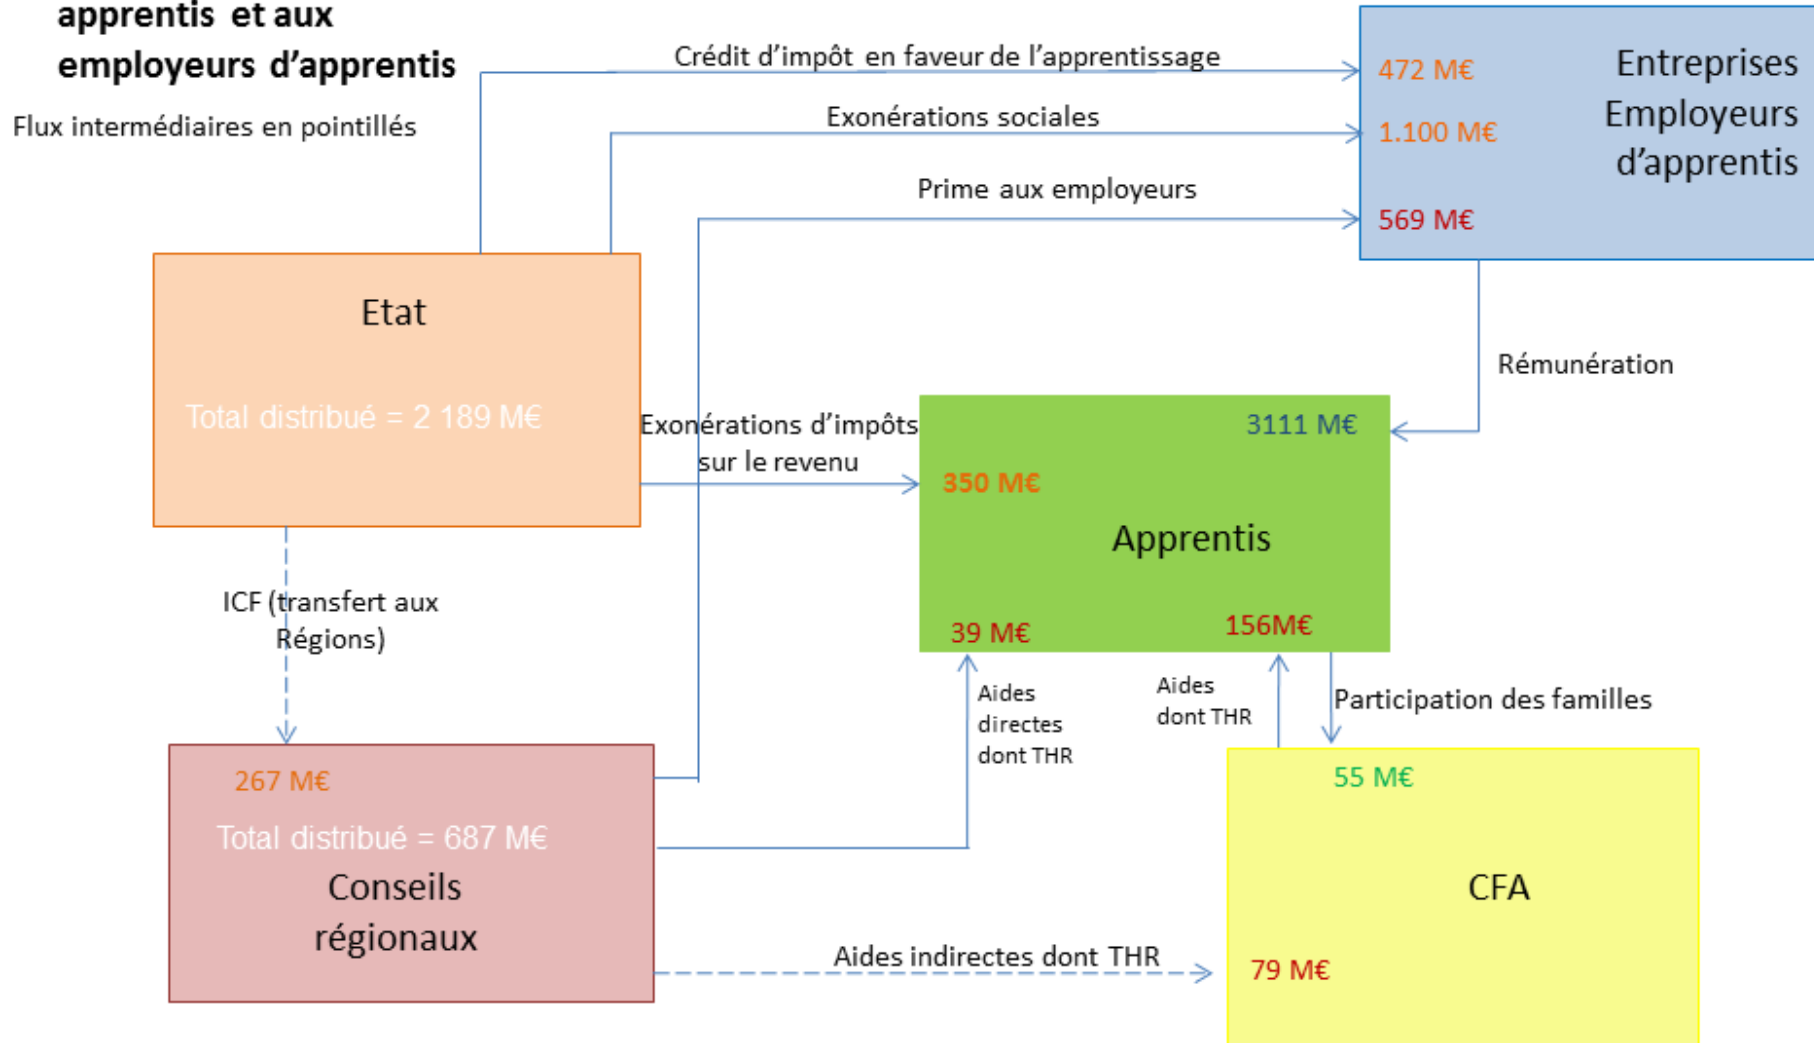 apprentis et aux
employeurs d'apprentis
Flux intermédiaires en pointillés
Crédit d'impôt en faveur de l'apprentissage
472 M€
Entreprises
Employeurs
d'apprentis
Exonérations sociales
1.100 M€
Prime aux employeurs
569 M€
Etat
Total distribué = 2 189 M€
Rémunération
Exonérations d'impôts
sur le revenu
3111 M€
350 M€
Apprentis
39 M€
156M€
ICF (transfert aux
Régions)
Aides
directes
dont THR
Aides
dont THR
Participation des familles
267 M€
Total distribué = 687 M€
Conseils
régionaux
55 M€
CFA
Aides indirectes dont THR
79 M€